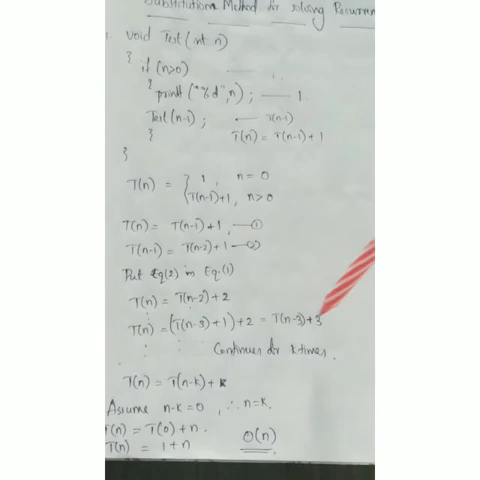 Substitution Method for solving Recurren
void Test(int n)
{
if (n>0)
{
printf("%d",n); — 1
Test(n-1); ← T(n-1)
} T(n) = T(n-1)+1
}
T(n) = { 1, n=0
T(n-1)+1, n>0
T(n) = T(n-1)+1, —①
T(n-1) = T(n-2)+1 —②
Put Eq(2) in Eq.(1)
T(n) = T(n-2)+2
T(n) = (T(n-3)+1)+2 = T(n-3)+3
Continues for k times.
T(n) = T(n-k)+k
Assume n-k=0, ∴ n=k.
T(n) = T(0)+n.
T(n) = 1+n O(n)